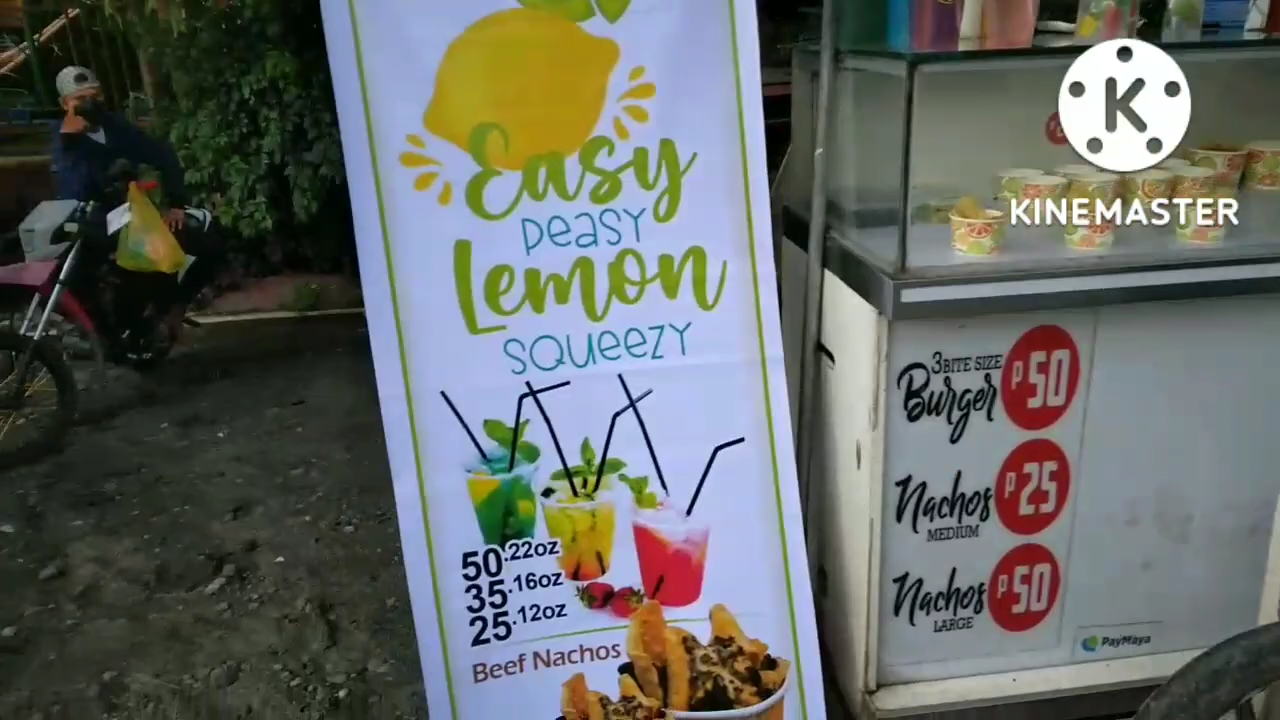 Easy
Peasy
Lemon
SQUEEZY
50.22oz
35.16oz
25.12oz
Beef Nachos
K
KINEMASTER
3 BITE SIZE
Burger
P50
Nachos
MEDIUM
P25
Nachos
LARGE
P50
PayMaya